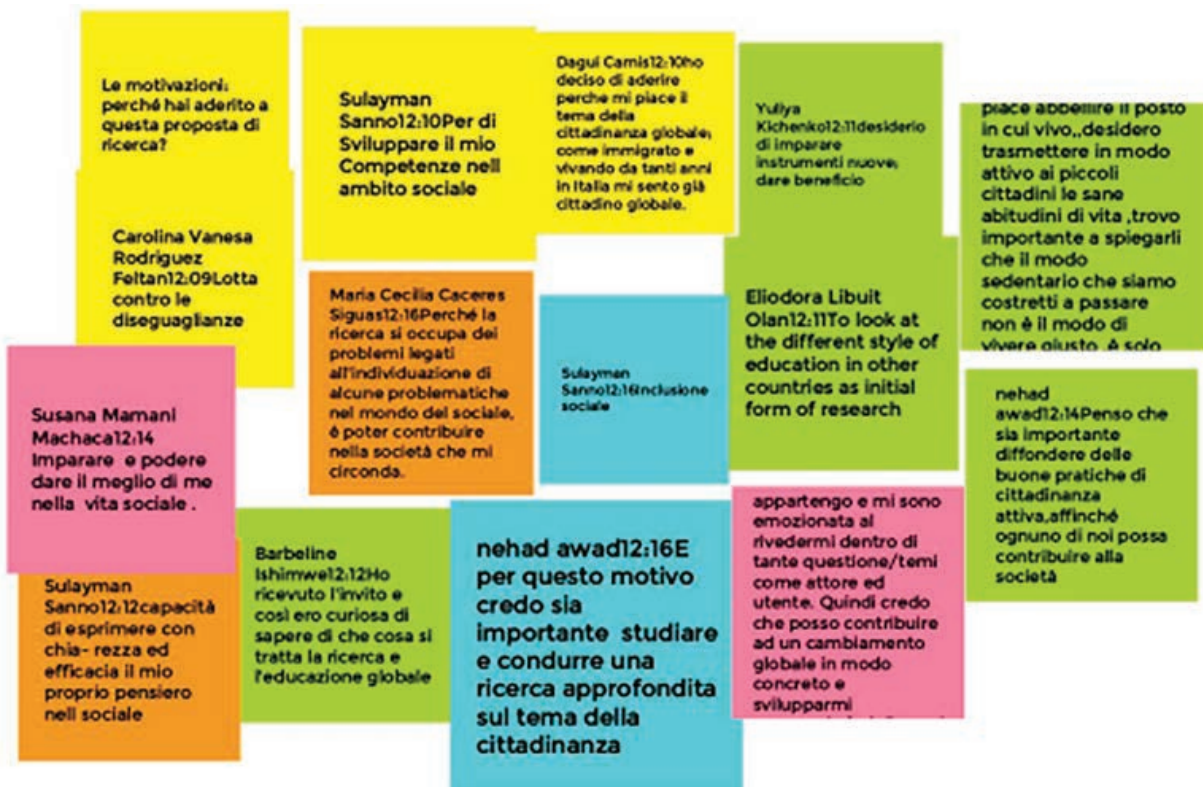 Le motivazioni:
perché hai aderito a
questa proposta di
ricerca?
Sulayman
Sanno12:10Per di
Sviluppare il mio
Competenze nell
ambito sociale
Dagui Camis12:10ho
deciso di aderire
perche mi piace il
tema della
cittadinanza globale;
come immigrato e
vivando da tanti anni
in Italia mi sento già
cittadino globale.
Yuliya
Kichenko12:11desiderio
di imparare
instrumenti nuove;
dare beneficio
piace abbellire il posto
in cui vivo,,desidero
trasmettere in modo
attivo ai piccoli
cittadini le sane
abitudini di vita ,trovo
importante a spiegarli
che il modo
sedentario che siamo
costretti a passare
non è il modo di
vivere giusto è solo
Carolina Vanesa
Rodriguez
Feltan12:09Lotta
contro le
diseguaglianze
Maria Cecilia Caceres
Siguas12:16Perché la
ricerca si occupa dei
problemi legati
all'individuazione di
alcune problematiche
nel mondo del sociale,
é poter contribuire
nella società che mi
circonda.
Sulayman
Sanno12:16Inclusione
sociale
Eliodora Libuit
Olan12:11To look at
the different style of
education in other
countries as initial
form of research
Susana Mamani
Machaca12:14
Imparare e podere
dare il meglio di me
nella vita sociale .
nehad
awad12:14Penso che
sia importante
diffondere delle
buone pratiche di
cittadinanza
attiva,affinché
ognuno di noi possa
contribuire alla
società
Sulayman
Sanno12:12capacità
di esprimere con
chia- rezza ed
efficacia il mio
proprio pensiero
nell sociale
Barbeline
Ishimwe12:12Ho
ricevuto l'invito e
così ero curiosa di
sapere di che cosa si
tratta la ricerca e
l'educazione globale
nehad awad12:16E
per questo motivo
credo sia
importante studiare
e condurre una
ricerca approfondita
sul tema della
cittadinanza
appartengo e mi sono
emozionata al
rivedermi dentro di
tante questione/temi
come attore ed
utente. Quindi credo
che posso contribuire
ad un cambiamento
globale in modo
concreto e
svilupparmi